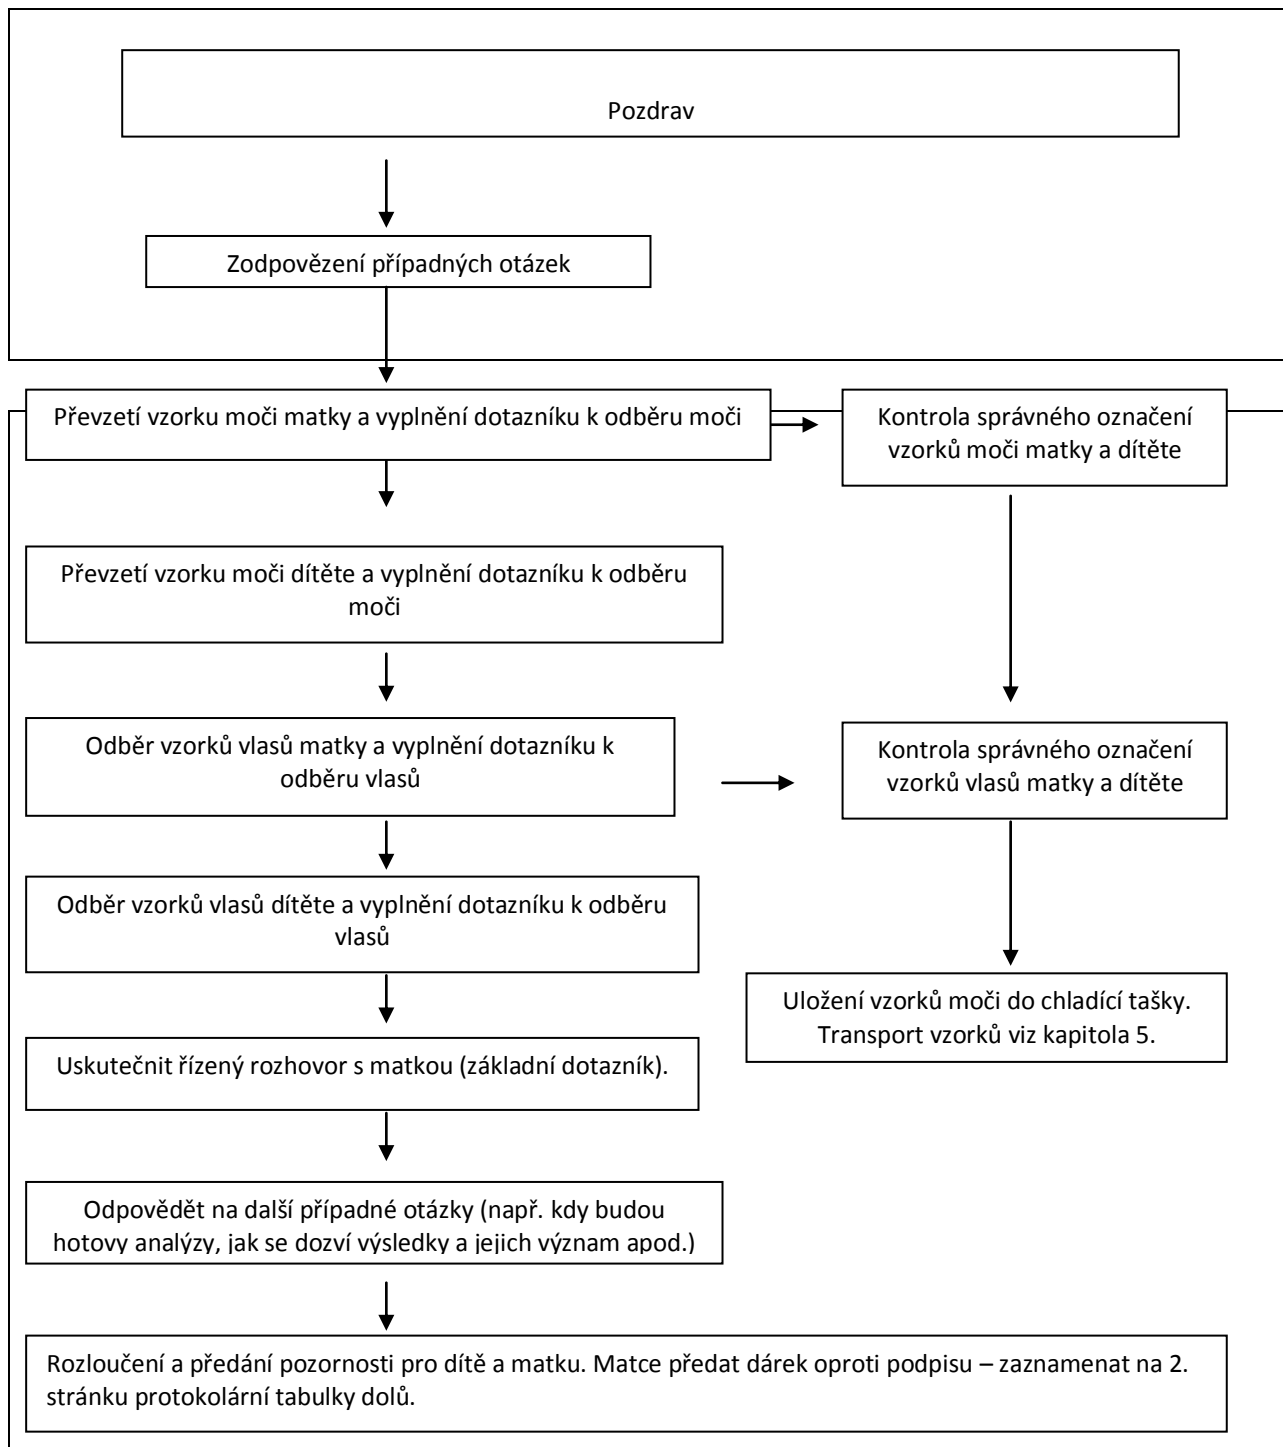 Pozdrav
Zodpovězení případných otázek
Převzetí vzorku moči matky a vyplnění dotazníku k odběru moči
Kontrola správného označení
vzorků moči matky a dítěte
Převzetí vzorku moči dítěte a vyplnění dotazníku k odběru
moči
Odběr vzorků vlasů matky a vyplnění dotazníku k
odběru vlasů
Kontrola správného označení
vzorků vlasů matky a dítěte
Odběr vzorků vlasů dítěte a vyplnění dotazníku k odběru
vlasů
Uložení vzorků moči do chladící tašky.
Transport vzorků viz kapitola 5.
Uskutečnit řízený rozhovor s matkou (základní dotazník).
Odpovědět na další případné otázky (např. kdy budou
hotovy analýzy, jak se dozví výsledky a jejich význam apod.)
Rozloučení a předání pozornosti pro dítě a matku. Matce předat dárek oproti podpisu – zaznamenat na 2.
stránku protokolární tabulky dolů.